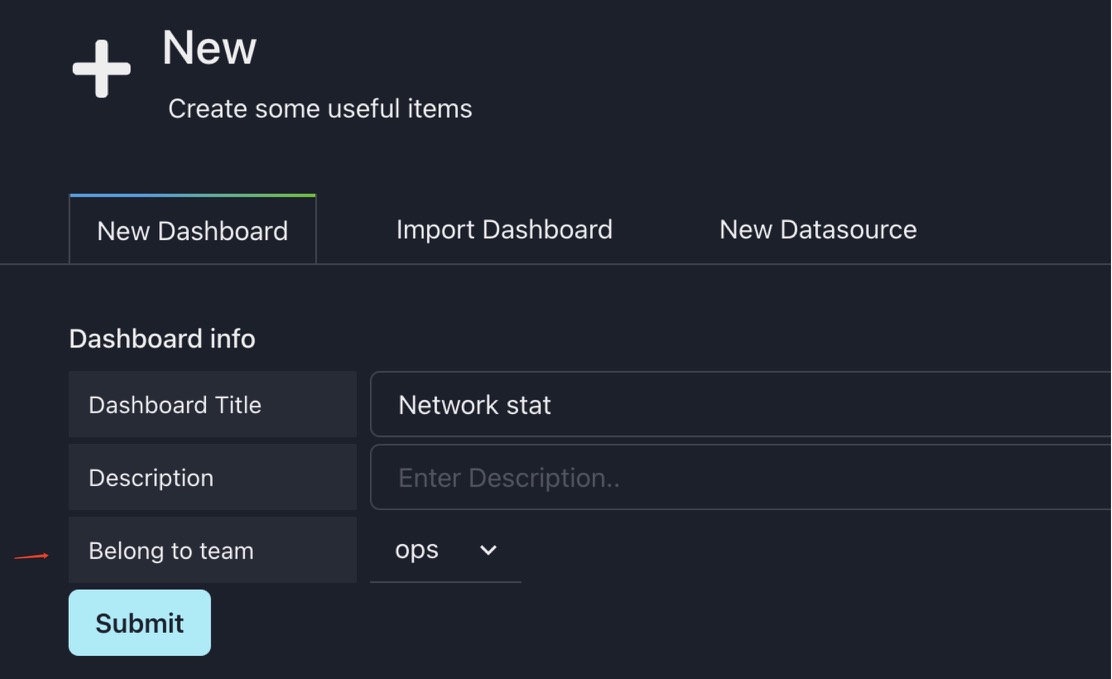 New
Create some useful items
New Dashboard Import Dashboard New Datasource
Dashboard info
Dashboard Title Network stat
Description Enter Description..
Belong to team ops
Submit